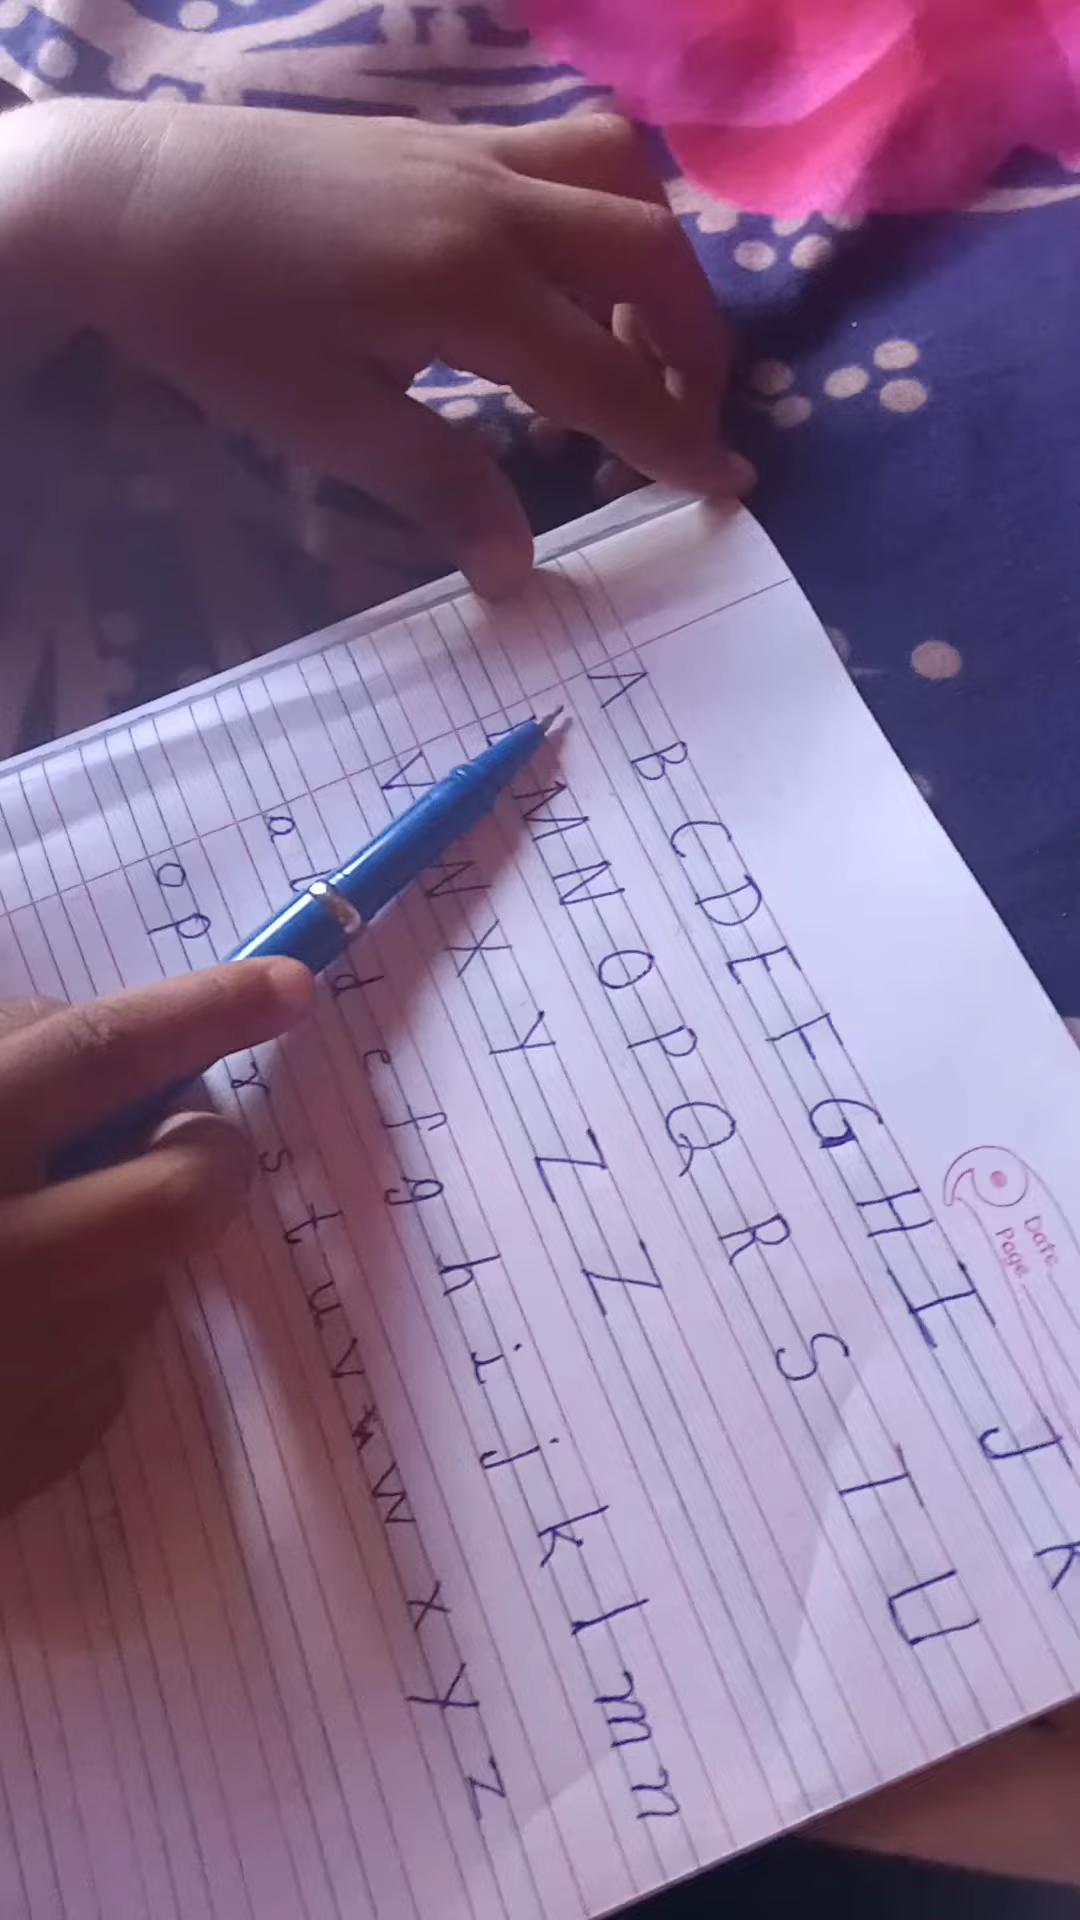 Date
Page
A B C D E F G H I J K
L M N O P Q R S T U
V W X Y Z Z
a b d e f g h i j k l m n
o p r s t u v w x y z